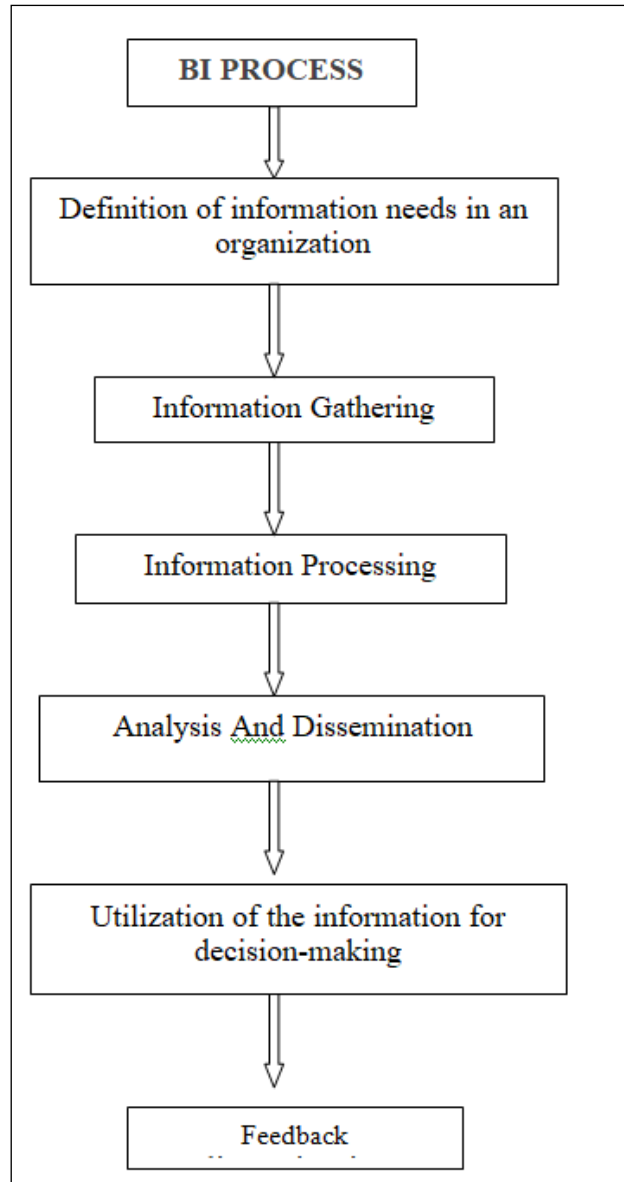 BI PROCESS
Definition of information needs in an
organization
Information Gathering
Information Processing
Analysis And Dissemination
Utilization of the information for
decision-making
Feedback